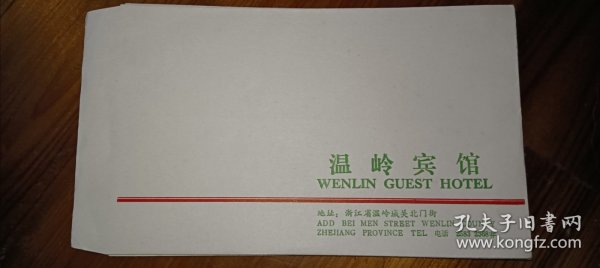 温岭宾馆
WENLIN GUEST HOTEL
地址：浙江省温岭城关北门街
ADD BEI MEN STREET WENLIN
ZHEJIANG PROVINCE TEL 电话
孔夫子旧书网
www.kongfz.com